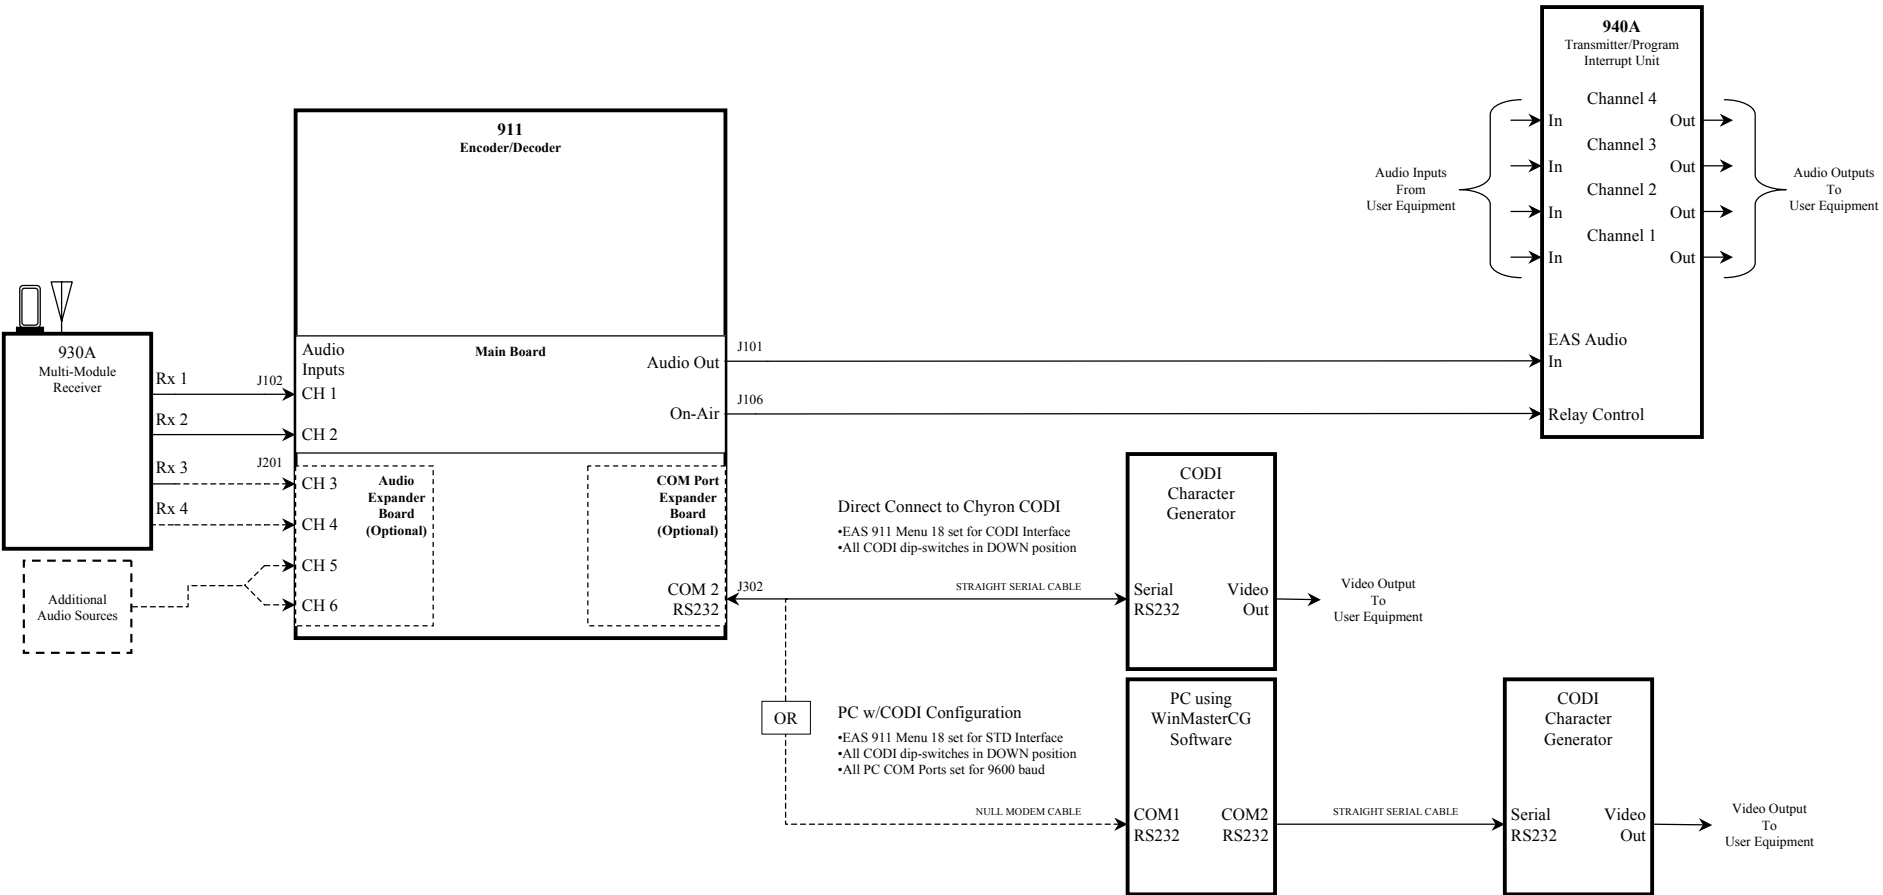 940A
Transmitter/Program
Interrupt Unit
Channel 4
In
Out
Channel 3
In
Out
Channel 2
In
Out
Channel 1
In
Out
Audio Inputs
From
User Equipment
Audio Outputs
To
User Equipment
EAS Audio
In
Relay Control
911
Encoder/Decoder
Main Board
Audio
Inputs
CH 1
CH 2
Audio Out
J101
On-Air
J106
930A
Multi-Module
Receiver
Rx 1
J102
Rx 2
Rx 3
J201
Rx 4
CH 3
CH 4
CH 5
CH 6
Audio
Expander
Board
(Optional)
COM Port
Expander
Board
(Optional)
COM 2
RS232
J302
Additional
Audio Sources
Direct Connect to Chyron CODI
•EAS 911 Menu 18 set for CODI Interface
•All CODI dip-switches in DOWN position
STRAIGHT SERIAL CABLE
CODI
Character
Generator
Serial
RS232
Video
Out
Video Output
To
User Equipment
OR
PC w/CODI Configuration
•EAS 911 Menu 18 set for STD Interface
•All CODI dip-switches in DOWN position
•All PC COM Ports set for 9600 baud
NULL MODEM CABLE
PC using
WinMasterCG
Software
COM1
RS232
COM2
RS232
STRAIGHT SERIAL CABLE
CODI
Character
Generator
Serial
RS232
Video
Out
Video Output
To
User Equipment